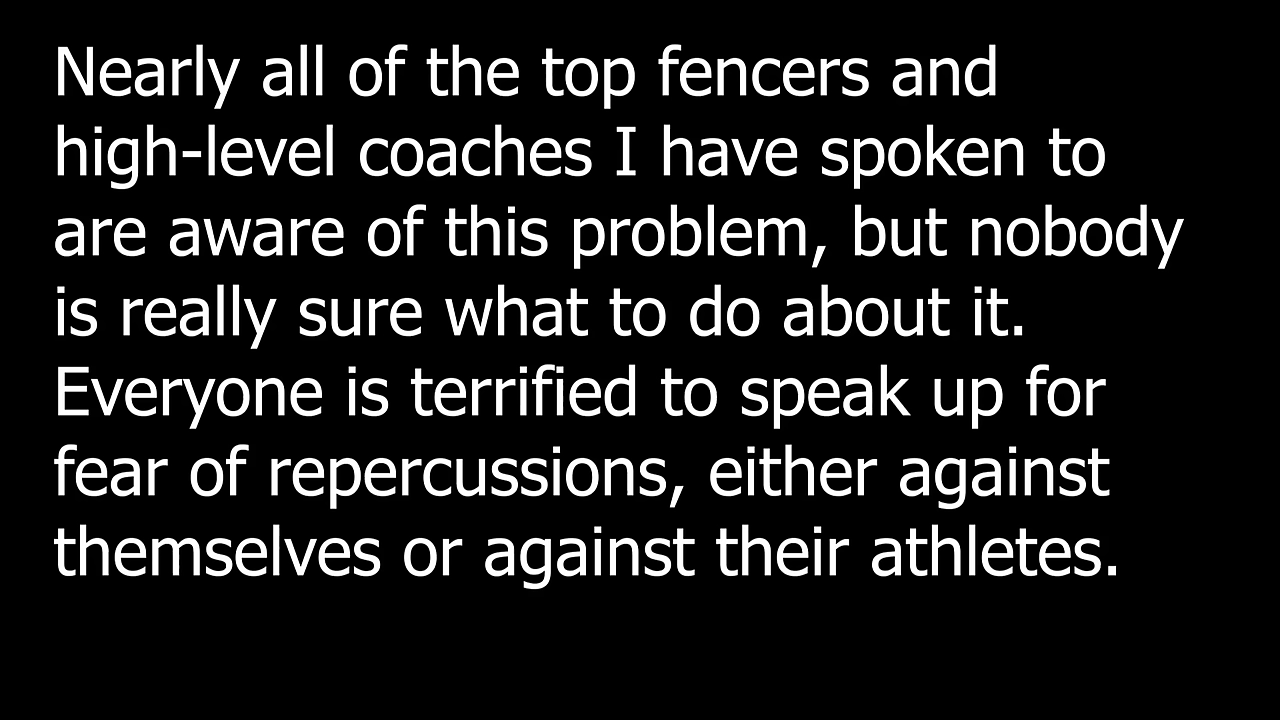 Nearly all of the top fencers and
high-level coaches I have spoken to
are aware of this problem, but nobody
is really sure what to do about it.
Everyone is terrified to speak up for
fear of repercussions, either against
themselves or against their athletes.